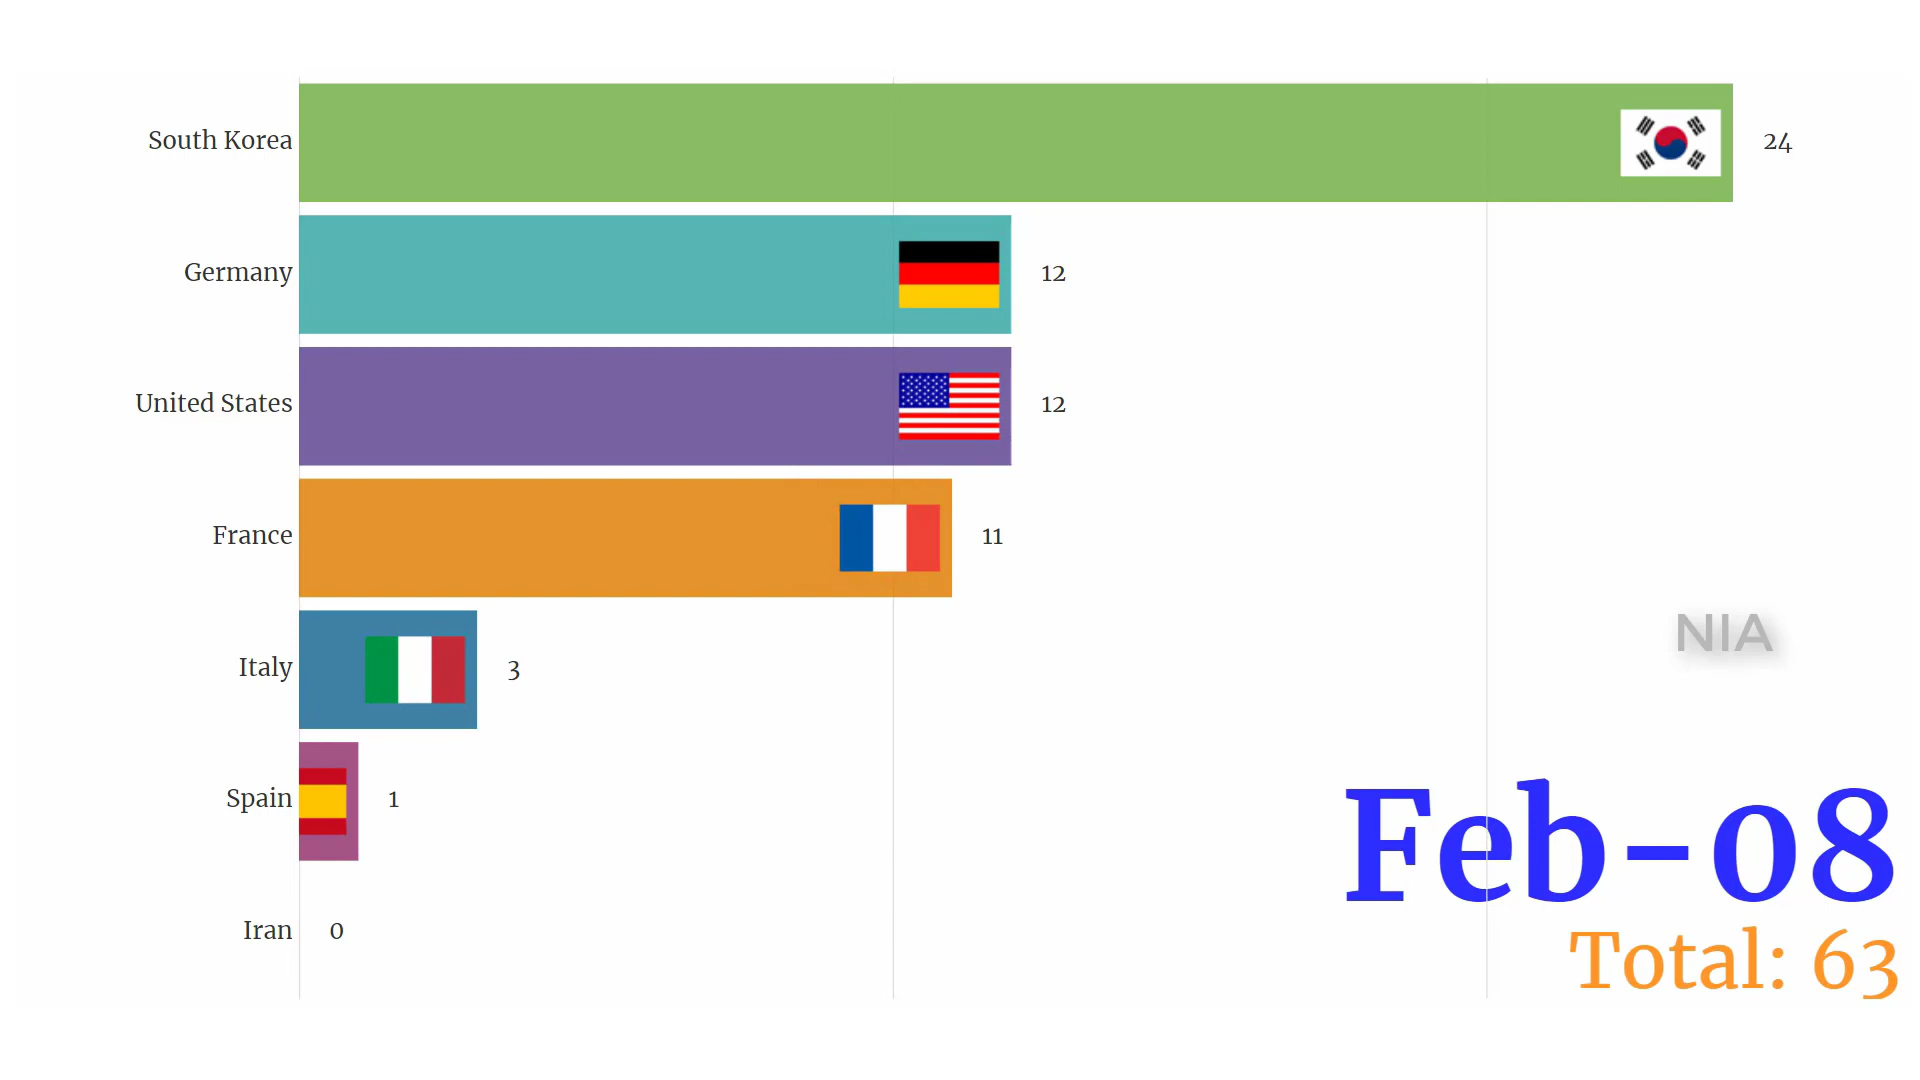 South Korea 24
Germany 12
United States 12
France 11
Italy 3
NIA
Spain 1
Feb-08
Iran 0
Total: 63